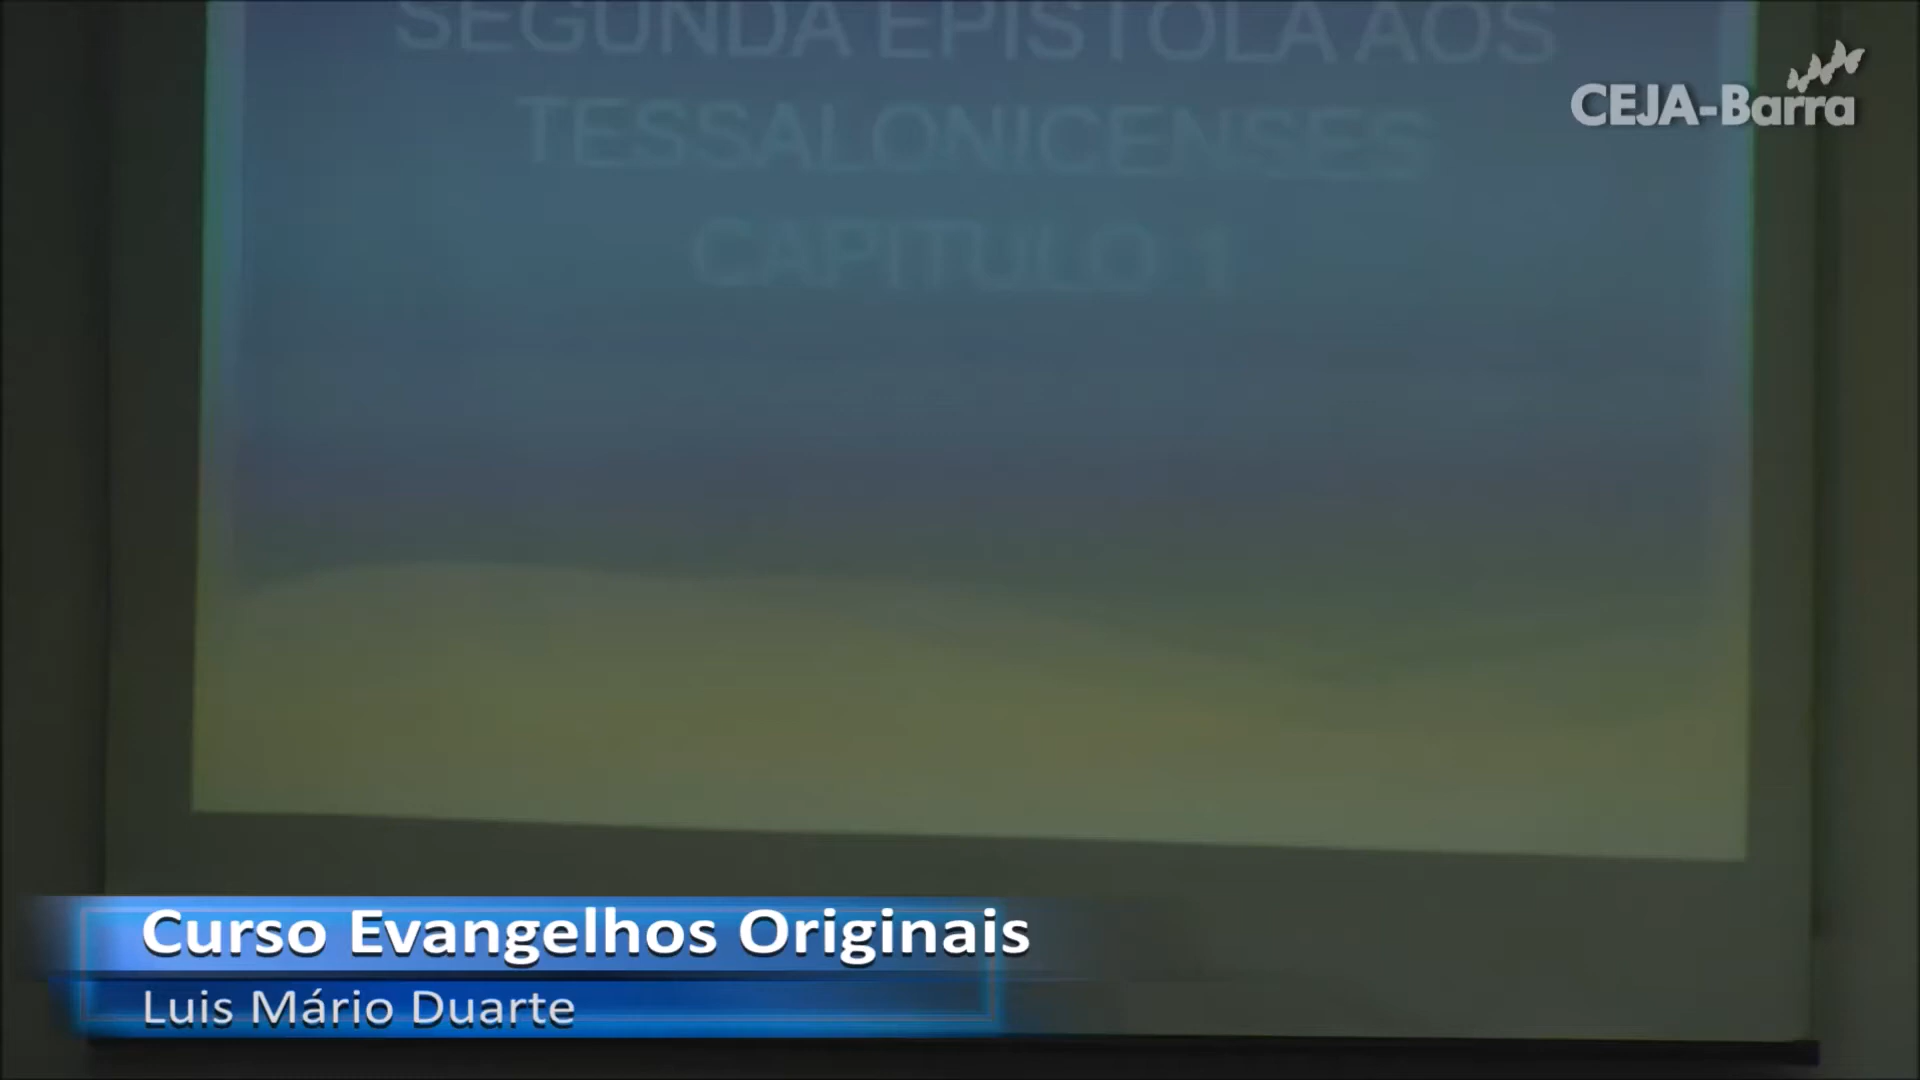 SEGUNDA EPISTOLA AOS
TESSALONICENSES
CAPITULO 1
CEJA-Barra
Curso Evangelhos Originais
Luis Mário Duarte